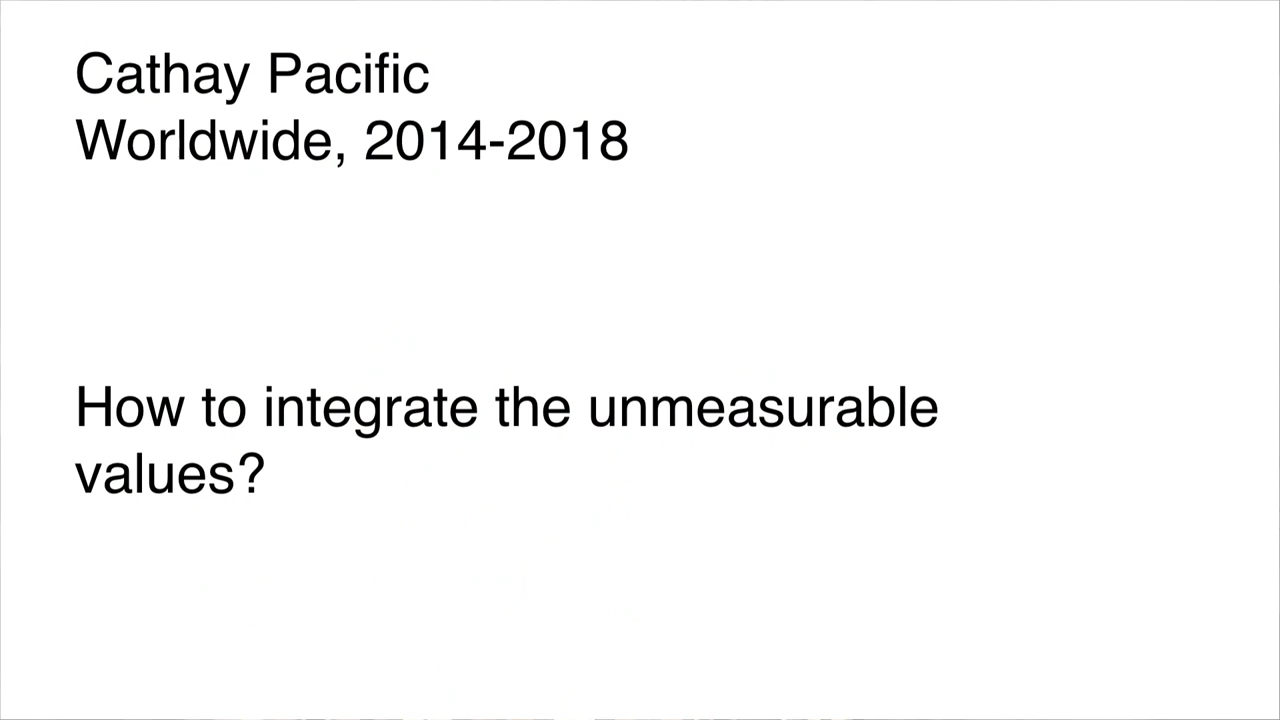 Cathay Pacific
Worldwide, 2014-2018
How to integrate the unmeasurable
values?